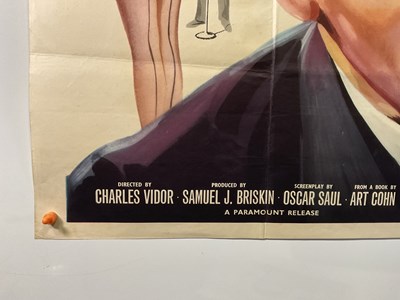 DIRECTED BY PRODUCED BY SCREENPLAY BY FROM A BOOK BY
CHARLES VIDOR · SAMUEL J. BRISKIN · OSCAR SAUL · ART COHN
A PARAMOUNT RELEASE